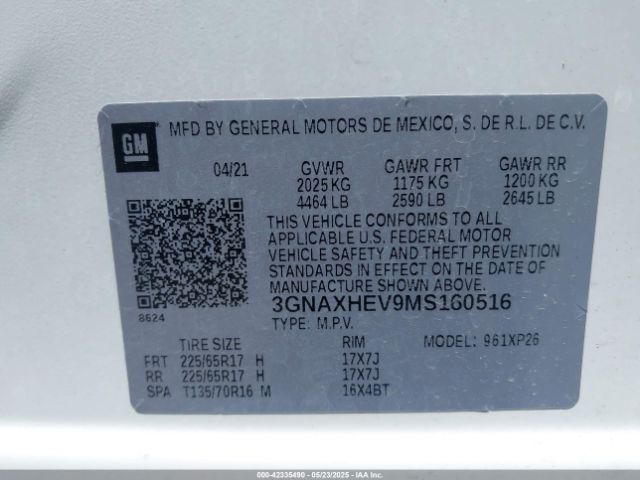 GM
MFD BY GENERAL MOTORS DE MEXICO, S. DE R.L. DE C.V.
04/21 GVWR GAWR FRT GAWR RR
2025 KG 1175 KG 1200 KG
4464 LB 2590 LB 2645 LB
THIS VEHICLE CONFORMS TO ALL
APPLICABLE U.S. FEDERAL MOTOR
VEHICLE SAFETY AND THEFT PREVENTION
STANDARDS IN EFFECT ON THE DATE OF
MANUFACTURE SHOWN ABOVE.
3GNAXHEV9MS160516
8624
TYPE: M.P.V.
TIRE SIZE RIM MODEL: 961XP26
FRT 225/65R17 H 17X7J
RR 225/65R17 H 17X7J
SPA T135/70R16 M 16X4BT
000-42335490 - 05/23/2025 - IAA Inc.